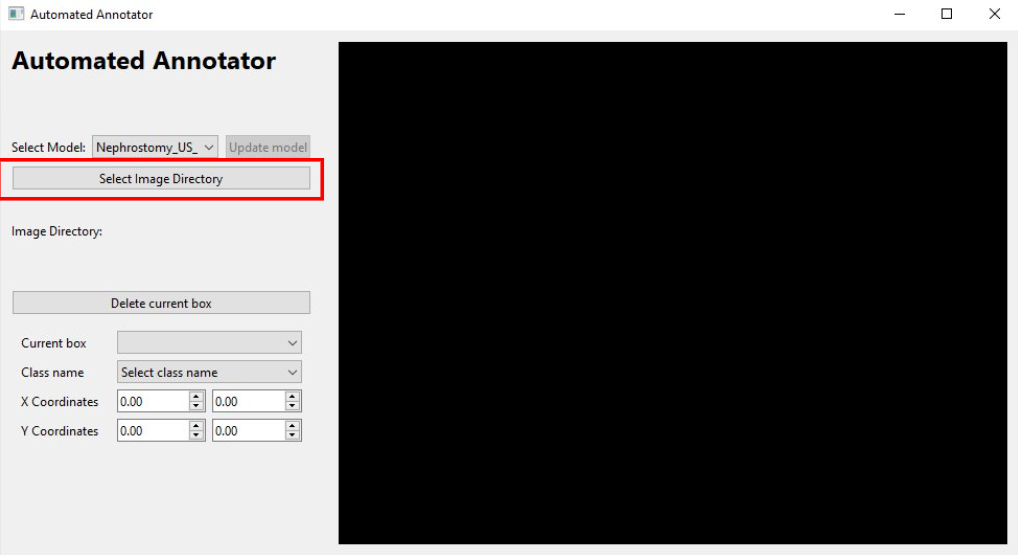 Automated Annotator
Automated Annotator
Select Model: Nephrostomy_US_ Update model
Select Image Directory
Image Directory:
Delete current box
Current box
Class name Select class name
X Coordinates 0.00 0.00
Y Coordinates 0.00 0.00